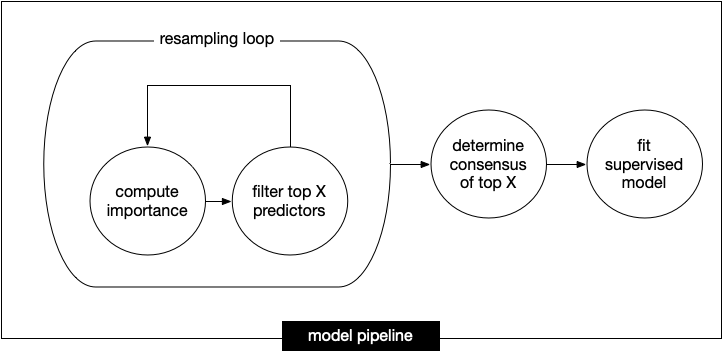 resampling loop
compute
importance
filter top X
predictors
determine
consensus
of top X
fit
supervised
model
model pipeline